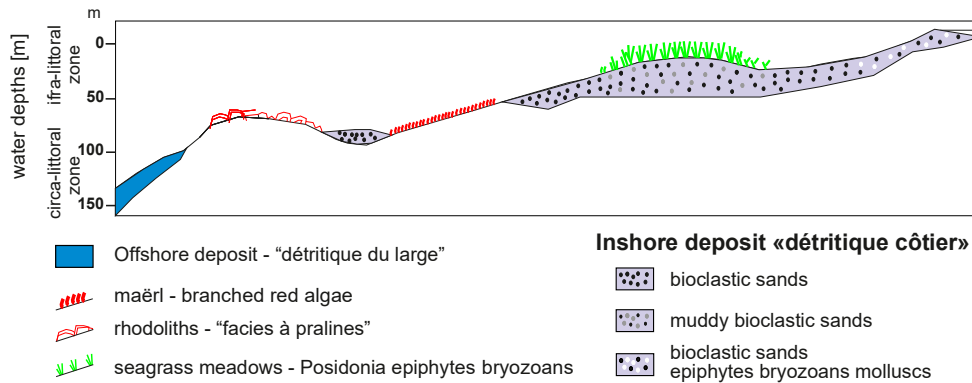 m
water depths [m]
ifra-littoral
zone
circa-littoral
zone
0
50
100
150
Offshore deposit - “détritique du large”
maërl - branched red algae
rhodoliths - “facies à pralines”
seagrass meadows - Posidonia epiphytes bryozoans
Inshore deposit «détritique côtier»
bioclastic sands
muddy bioclastic sands
bioclastic sands
epiphytes bryozoans molluscs